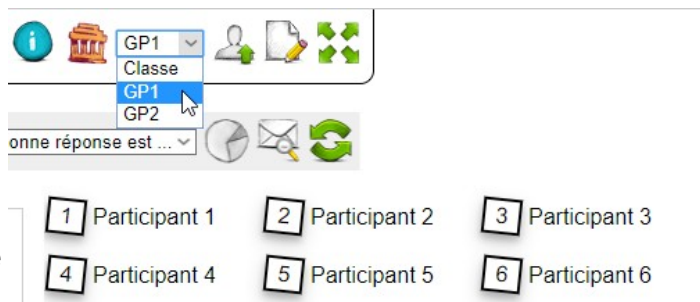 GP1
Classe
GP1
GP2
onne réponse est ...
1 Participant 1 2 Participant 2 3 Participant 3
4 Participant 4 5 Participant 5 6 Participant 6